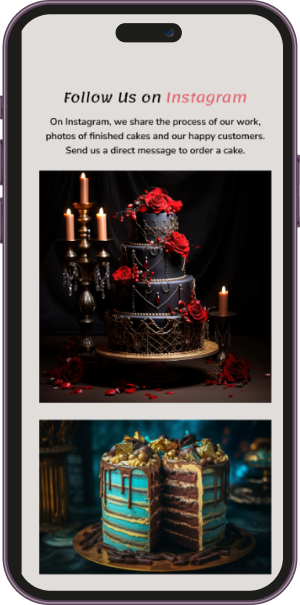 Follow Us on Instagram
On Instagram, we share the process of our work,
photos of finished cakes and our happy customers.
Send us a direct message to order a cake.